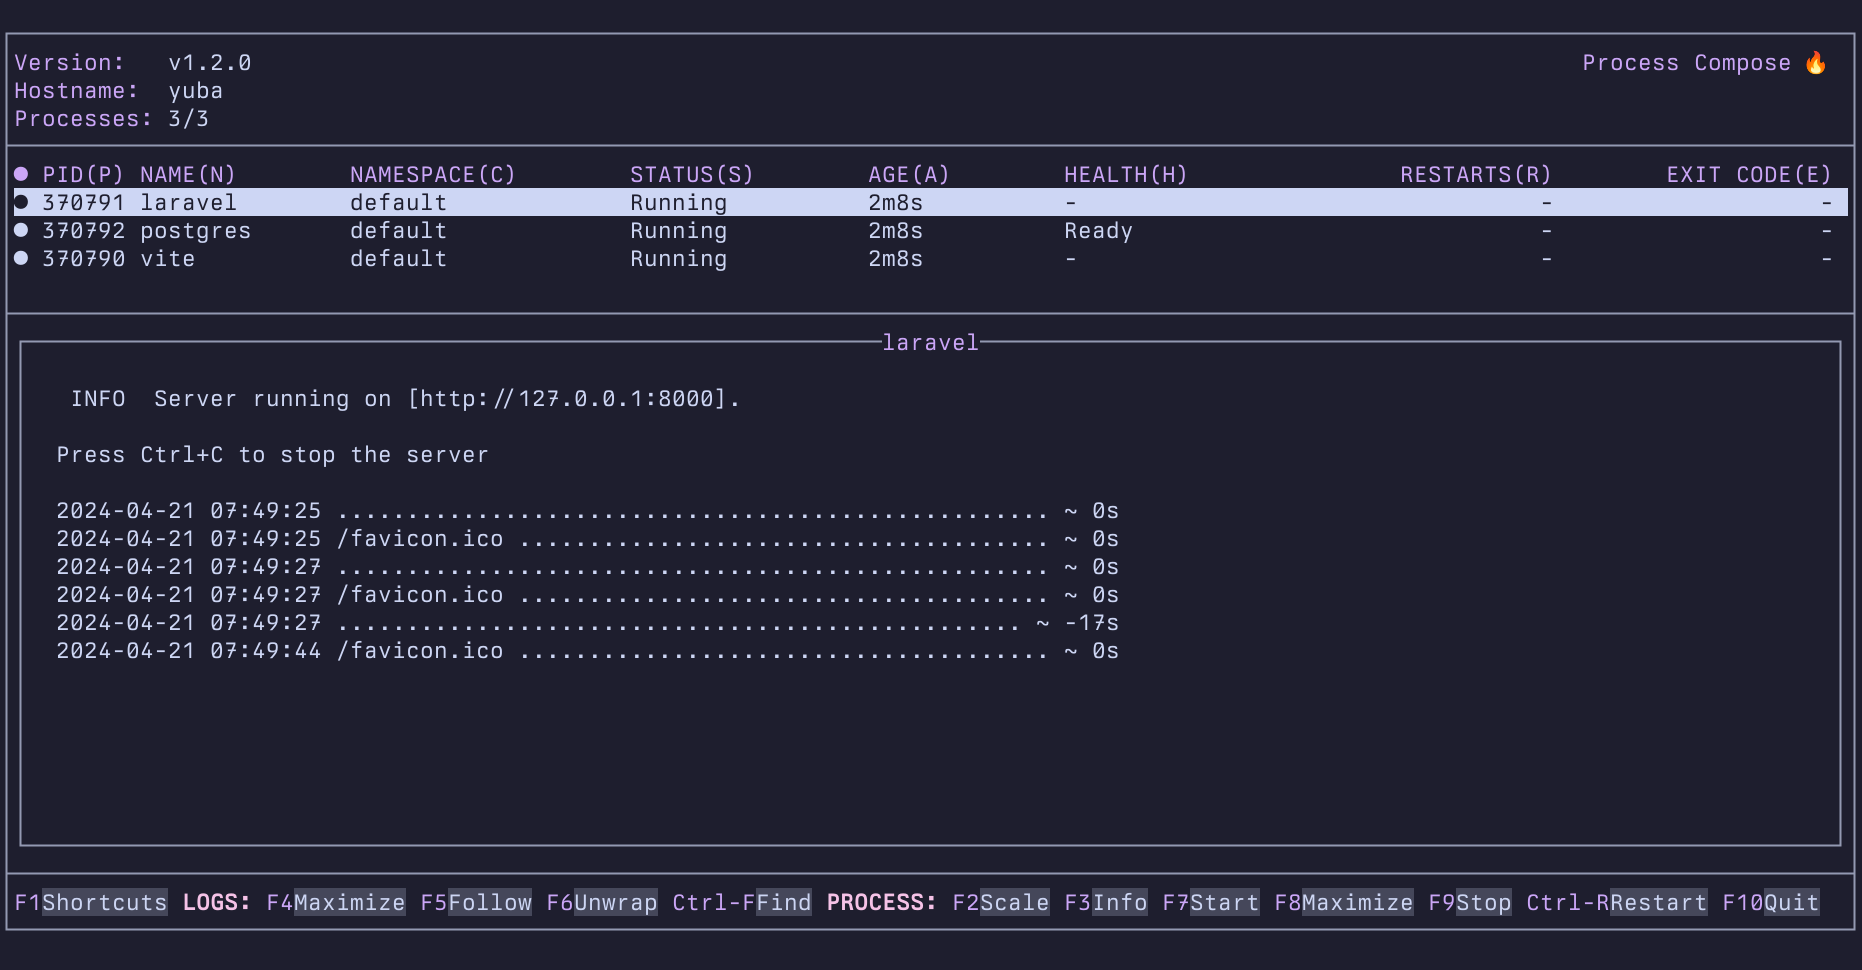 Version: v1.2.0 Process Compose 🔥
Hostname: yuba
Processes: 3/3
● PID(P) NAME(N) NAMESPACE(C) STATUS(S) AGE(A) HEALTH(H) RESTARTS(R) EXIT CODE(E)
● 370791 laravel default Running 2m8s - - -
● 370792 postgres default Running 2m8s Ready - -
● 370790 vite default Running 2m8s - - -
laravel
INFO Server running on [http://127.0.0.1:8000].
Press Ctrl+C to stop the server
2024-04-21 07:49:25 ................................................... ~ 0s
2024-04-21 07:49:25 /favicon.ico ...................................... ~ 0s
2024-04-21 07:49:27 ................................................... ~ 0s
2024-04-21 07:49:27 /favicon.ico ...................................... ~ 0s
2024-04-21 07:49:27 ................................................. ~ -17s
2024-04-21 07:49:44 /favicon.ico ...................................... ~ 0s
F1Shortcuts LOGS: F4Maximize F5Follow F6Unwrap Ctrl-FFind PROCESS: F2Scale F3Info F7Start F8Maximize F9Stop Ctrl-RRestart F10Quit